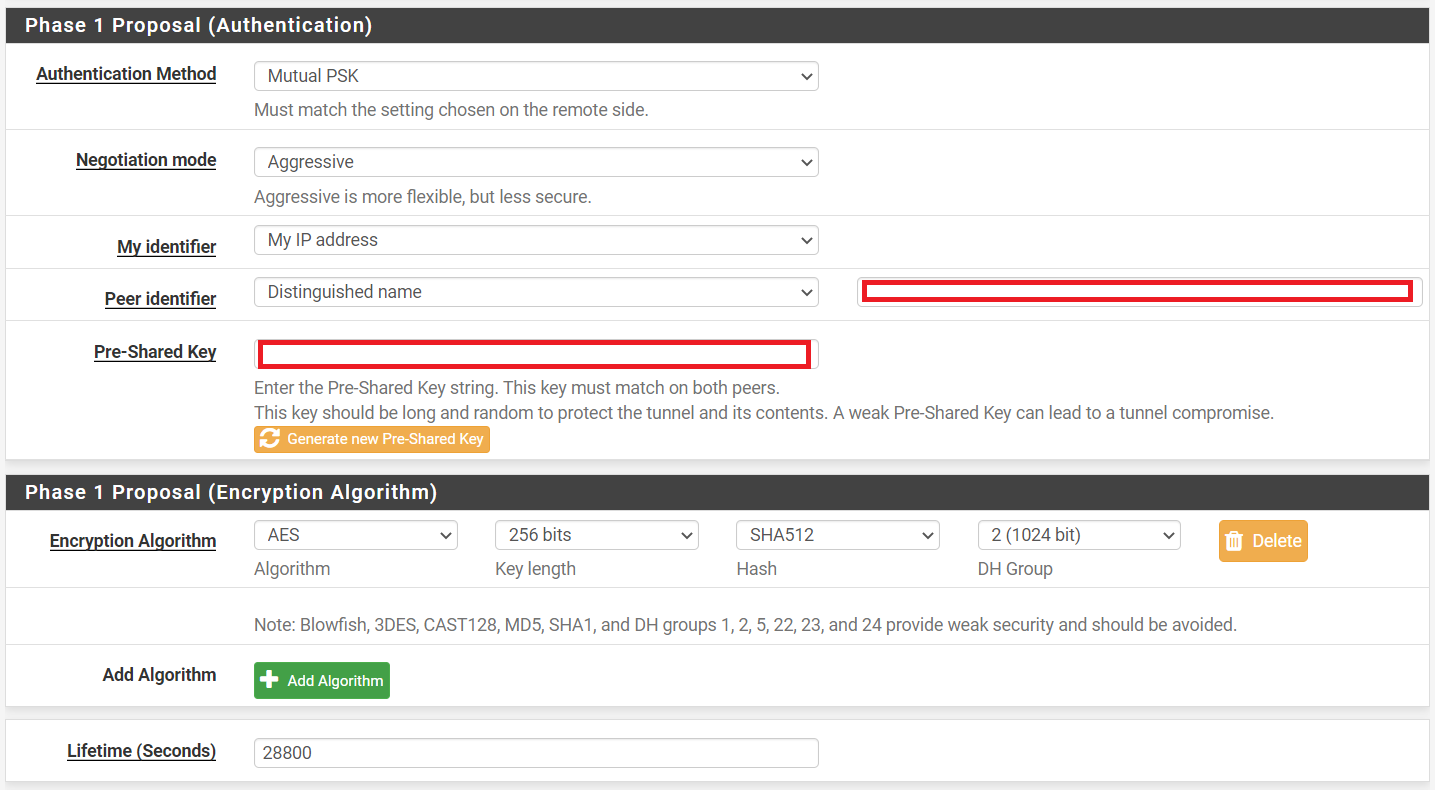 Phase 1 Proposal (Authentication)
Authentication Method
Mutual PSK
Must match the setting chosen on the remote side.
Negotiation mode
Aggressive
Aggressive is more flexible, but less secure.
My identifier
My IP address
Peer identifier
Distinguished name
Pre-Shared Key
Enter the Pre-Shared Key string. This key must match on both peers.
This key should be long and random to protect the tunnel and its contents. A weak Pre-Shared Key can lead to a tunnel compromise.
Generate new Pre-Shared Key
Phase 1 Proposal (Encryption Algorithm)
Encryption Algorithm
AES
256 bits
SHA512
2 (1024 bit)
Delete
Algorithm
Key length
Hash
DH Group
Note: Blowfish, 3DES, CAST128, MD5, SHA1, and DH groups 1, 2, 5, 22, 23, and 24 provide weak security and should be avoided.
Add Algorithm
Add Algorithm
Lifetime (Seconds)
28800